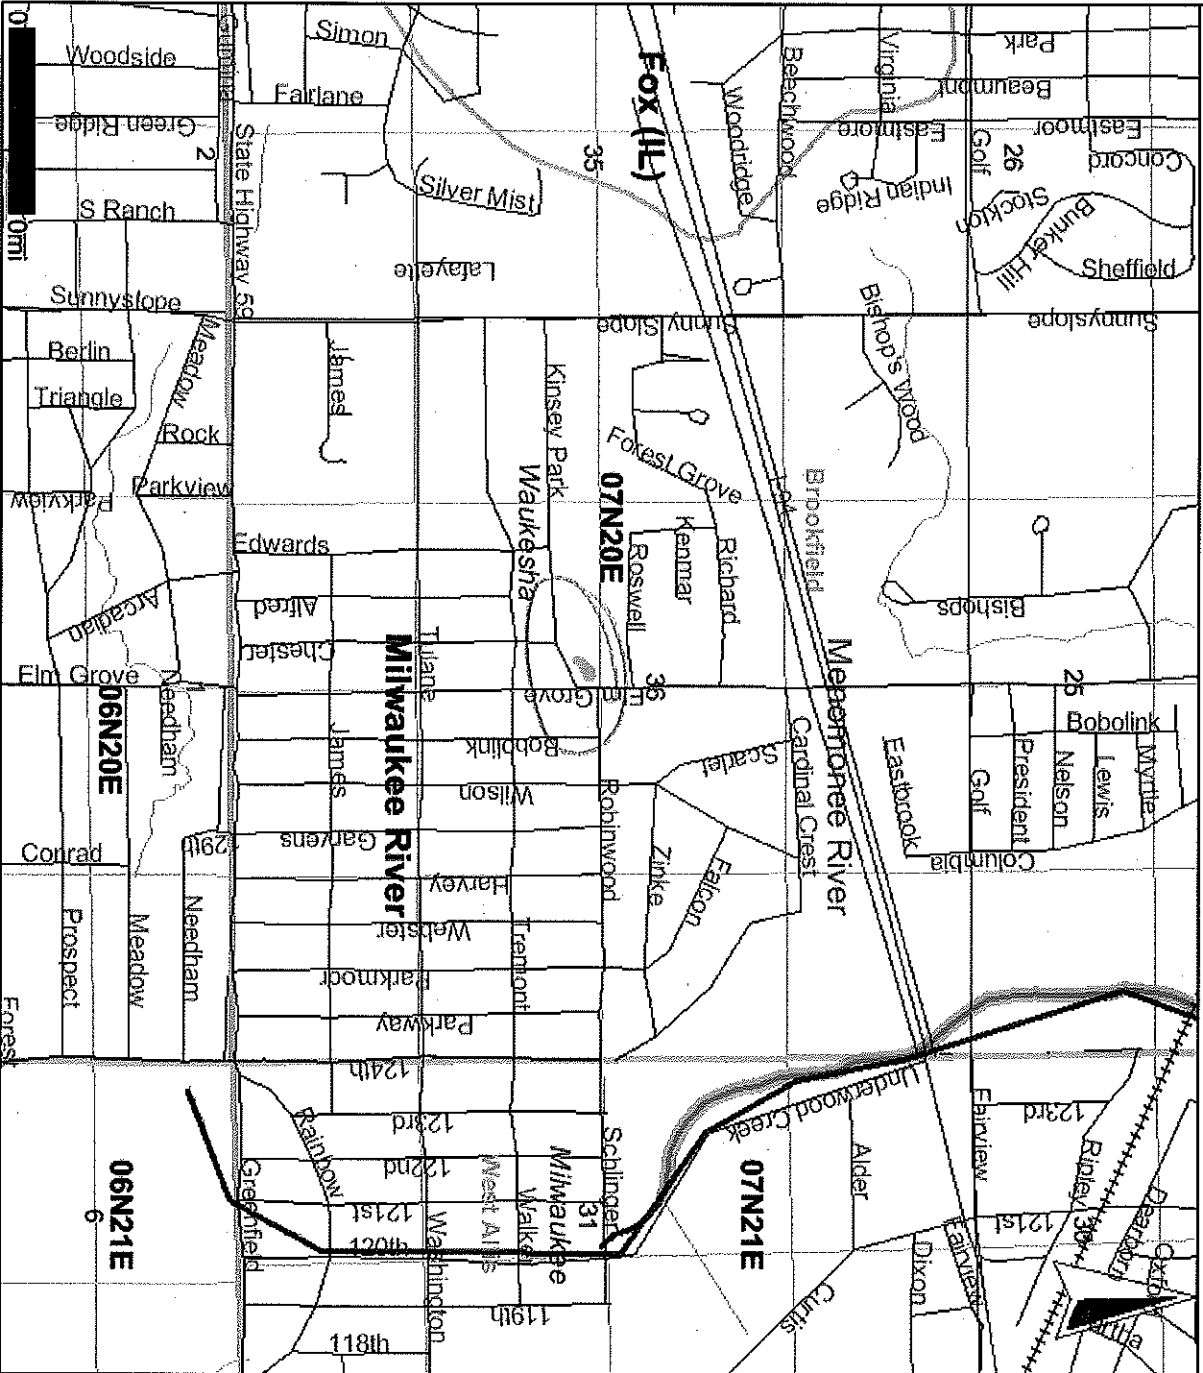 Park
Beaumont
Eastmoor
Concord
Virginia
Eastmore
Golf
26
Stockton
Bunker Hill
Sheffield
Indian Ridge
Beechwood
Woodridge
Fox (IL)
35
Simon
Fairlane
Silver Mist
Lafayette
Woodside
Green Ridge
2
S Ranch
State Highway 59
0
0mi
Sunnyslope
Sunny Slope
Sunnyslope
Meadow
Berlin
Triangle
Rock
Parkview
Parkview
James
Kinsey Park
Waukesha
Forest Grove
07N20E
Bishop's Wood
Brookfield
Edwards
Alfred
Chester
Arcadian
Elm Grove
Needham
06N20E
Tulane
Milwaukee River
Roswell
Kenmar
Richard
36
Elm Grove
Bishops
Menomonee River
25
Bobolink
Bobolink
James
Wilson
Scarlet
Cardinal Crest
Eastbrook
Golf
President
Nelson
Lewis
Myrtle
Columbia
Robinwood
Zinke
Falcon
129th
Garvens
Harvey
Webster
Tremont
Parkmoor
Parkway
Conrad
Prospect
Meadow
Needham
Forest
124th
123rd
122nd
121st
120th
119th
118th
Rainbow
Greenfield
Washington
West Allis
Walker
Milwaukee
31
Schlinger
Underwood Creek
07N21E
06N21E
6
Alder
Fairview
Fairview
Dixon
Curtis
123rd
121st
Ripley
30
Dearborn